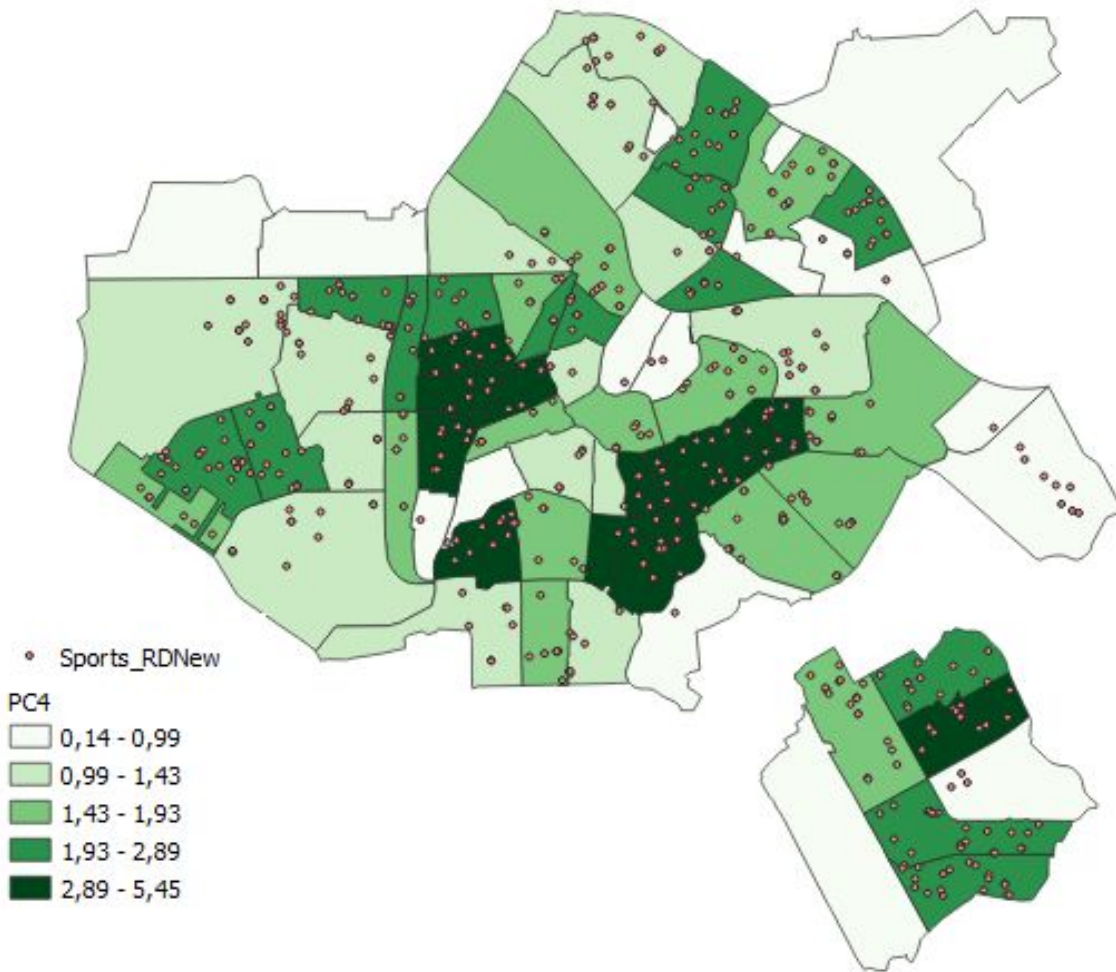 Sports_RDNew
PC4
0,14 - 0,99
0,99 - 1,43
1,43 - 1,93
1,93 - 2,89
2,89 - 5,45